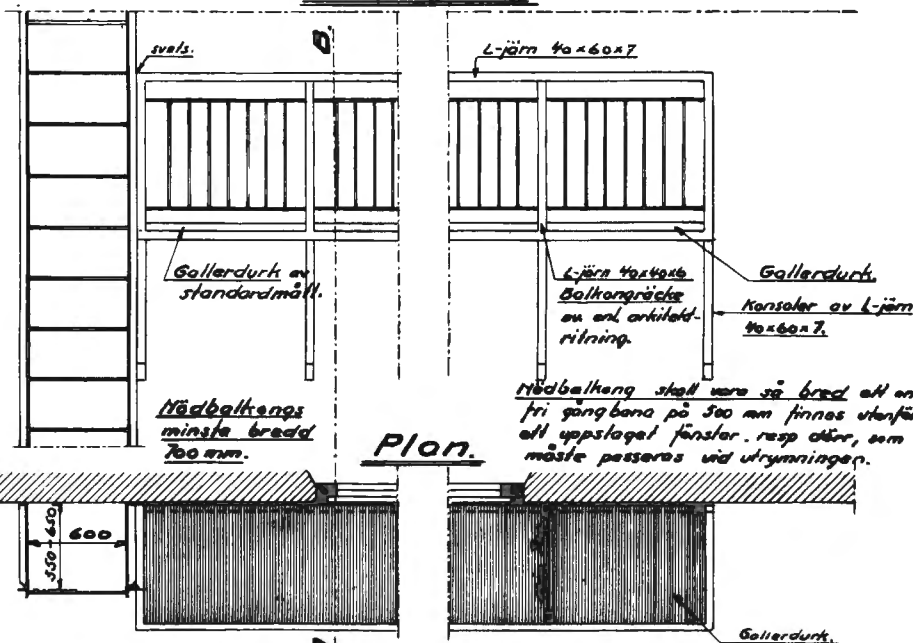 svets.
B.
L-järn 40×60×7
Gallerdurk av
standardmått.
L-järn 40×40×6
Balkongräcke
ev. enl. arkitekt-
ritning.
Gallerdurk.
Konsoler av L-järn
40×60×7.
Nödbalkongs
minsta bredd
700 mm.
Nödbalkong skall vara så bred att en
fri gångbana på 500 mm finnes utanför
ett uppslaget fönster. resp dörr, som
måste passeras vid utrymningen.
Plan.
600
550-650
Gallerdurk.